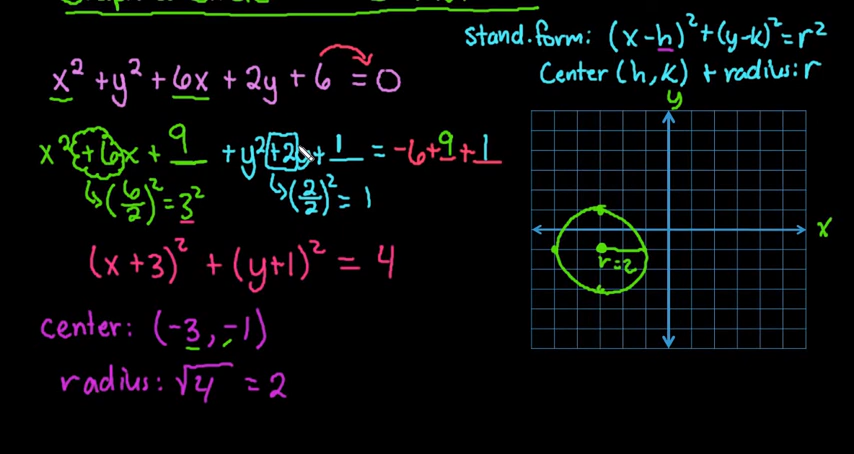 stand. form: (x-h)²+(y-k)²=r²
Center (h,k) + radius: r
x² + y² + 6x + 2y + 6 = 0
x² + 6x + 9 + y² + 2y + 1 = -6+9+1
(6/2)² = 3²
(2/2)² = 1
(x+3)² + (y+1)² = 4
center: (-3, -1)
radius: √4 = 2
y
x
r=2